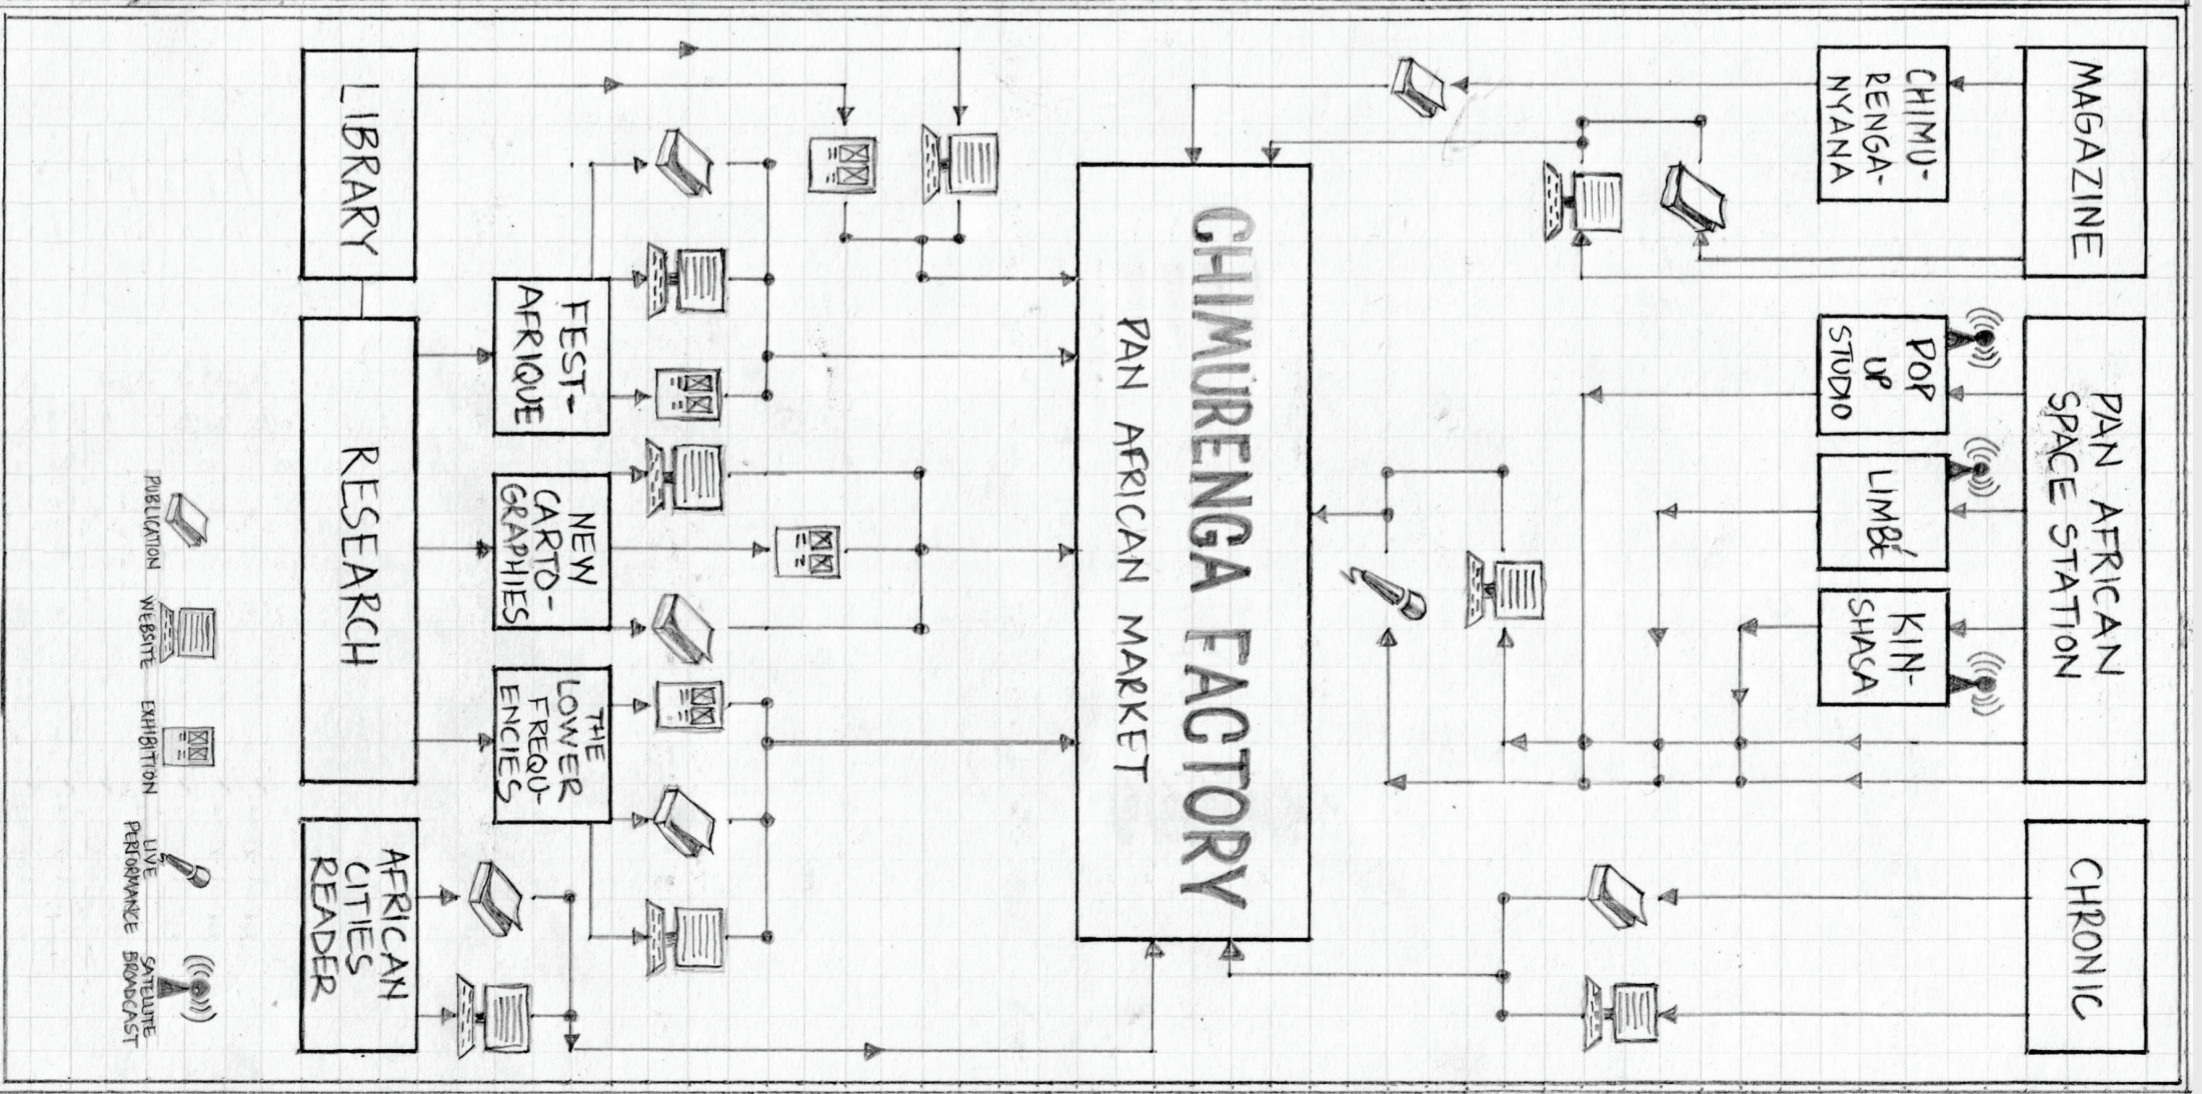 MAGAZINE
PAN AFRICAN
SPACE STATION
CHRONIC
CHIMU-
RENGA-
NYANA
POP
UP
STUDIO
LIMBÉ
KIN-
SHASA
CHIMURENGA FACTORY
PAN AFRICAN MARKET
FEST-
AFRIQUE
NEW
CARTO-
GRAPHIES
THE
LOWER
FREQU-
ENCIES
LIBRARY
RESEARCH
AFRICAN
CITIES
READER
PUBLICATION
WEBSITE
EXHIBITION
LIVE
PERFORMANCE
SATELLITE
BROADCAST